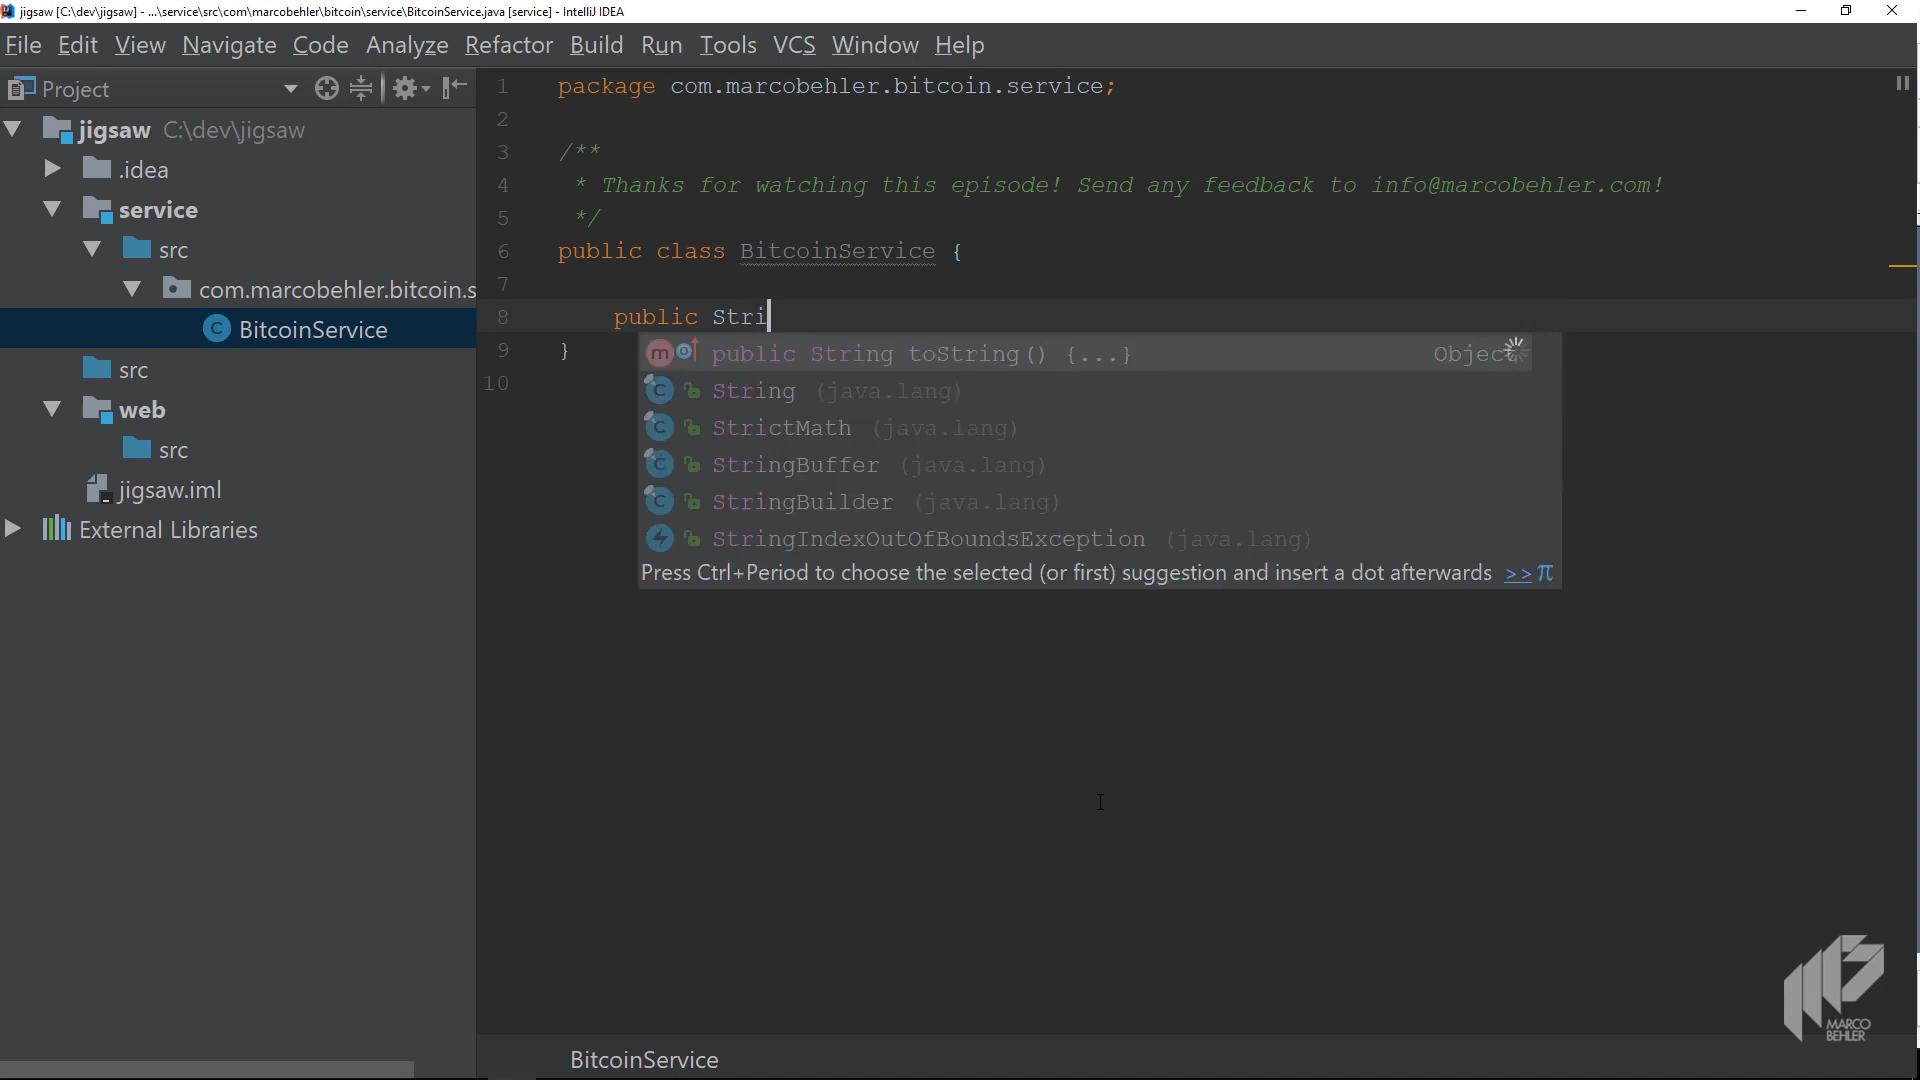 jigsaw [C:\dev\jigsaw] - ...\service\src\com\marcobehler\bitcoin\service\BitcoinService.java [service] - IntelliJ IDEA
File Edit View Navigate Code Analyze Refactor Build Run Tools VCS Window Help
Project
jigsaw C:\dev\jigsaw
.idea
service
src
com.marcobehler.bitcoin.s
BitcoinService
src
web
src
jigsaw.iml
External Libraries
1 package com.marcobehler.bitcoin.service;
2
3 /**
4 * Thanks for watching this episode! Send any feedback to info@marcobehler.com!
5 */
6 public class BitcoinService {
7
8 public Stri
9 }
10
public String toString() {...} Object
String (java.lang)
StrictMath (java.lang)
StringBuffer (java.lang)
StringBuilder (java.lang)
StringIndexOutOfBoundsException (java.lang)
Press Ctrl+Period to choose the selected (or first) suggestion and insert a dot afterwards >> π
BitcoinService
MARCO
BEHLER